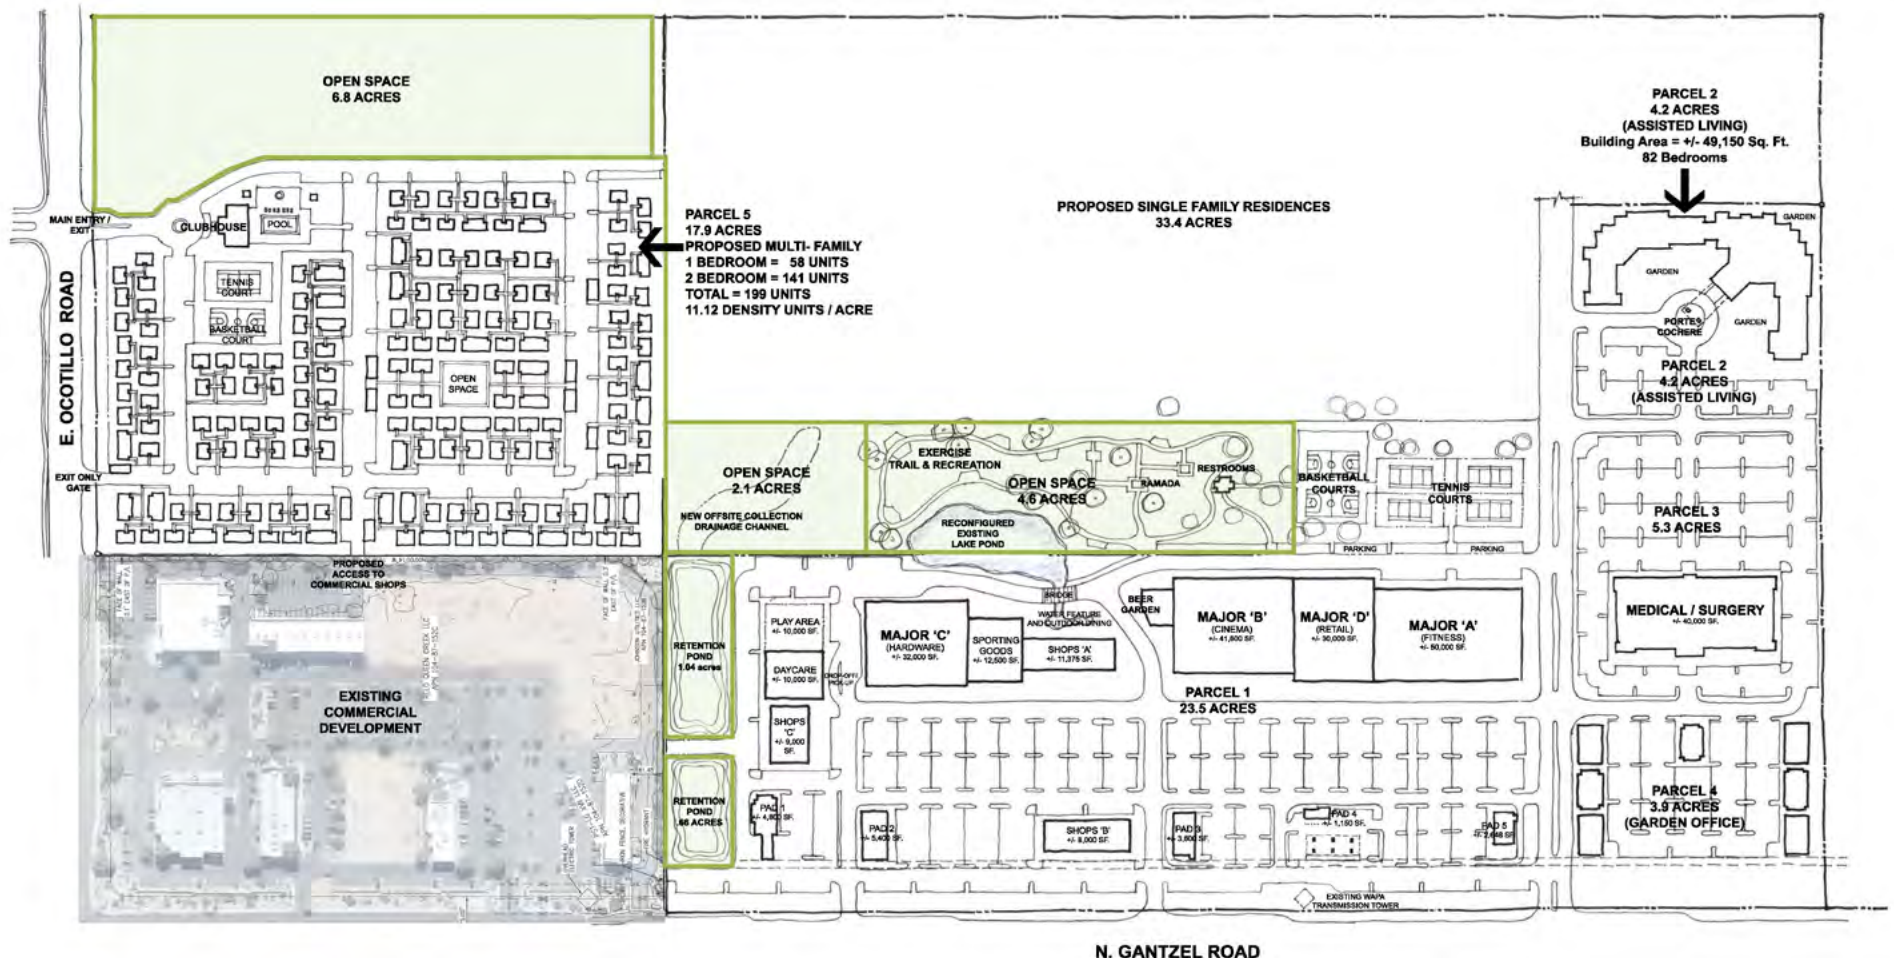 OPEN SPACE
6.8 ACRES
PARCEL 2
4.2 ACRES
(ASSISTED LIVING)
Building Area = +/- 49,150 Sq. Ft.
82 Bedrooms
MAIN ENTRY /
EXIT
CLUBHOUSE
POOL
TENNIS
COURT
BASKETBALL
COURT
OPEN
SPACE
E. OCOTILLO ROAD
EXIT ONLY
GATE
PARCEL 5
17.9 ACRES
PROPOSED MULTI- FAMILY
1 BEDROOM = 58 UNITS
2 BEDROOM = 141 UNITS
TOTAL = 199 UNITS
11.12 DENSITY UNITS / ACRE
PROPOSED SINGLE FAMILY RESIDENCES
33.4 ACRES
GARDEN
GARDEN
GARDEN
PORTE
COCHERE
PARCEL 2
4.2 ACRES
(ASSISTED LIVING)
OPEN SPACE
2.1 ACRES
NEW OFFSITE COLLECTION
DRAINAGE CHANNEL
EXERCISE
TRAIL & RECREATION
OPEN SPACE
4.6 ACRES
RAMADA
RESTROOMS
RECONFIGURED
EXISTING
LAKE POND
BASKETBALL
COURTS
TENNIS
COURTS
PARKING
PARKING
PARCEL 3
5.3 ACRES
PROPOSED
ACCESS TO
COMMERCIAL SHOPS
EXISTING
COMMERCIAL
DEVELOPMENT
RETENTION
POND
1.04 acres
RETENTION
POND
.66 ACRES
PLAY AREA
+/- 10,000 SF.
DAYCARE
+/- 10,000 SF.
DROP-OFF/
PICK-UP
SHOPS
'C'
+/- 9,000
SF.
MAJOR 'C'
(HARDWARE)
+/- 32,000 SF.
SPORTING
GOODS
+/- 12,500 SF.
SHOPS 'A'
+/- 11,375 SF.
BRIDGE
WATER FEATURE
AND OUTDOOR DINING
BEER
GARDEN
MAJOR 'B'
(CINEMA)
+/- 41,800 SF.
MAJOR 'D'
(RETAIL)
+/- 30,000 SF.
MAJOR 'A'
(FITNESS)
+/- 50,000 SF.
MEDICAL / SURGERY
+/- 40,000 SF.
PARCEL 1
23.5 ACRES
PAD 1
PAD 2
+/- 5,400 SF.
SHOPS 'B'
PAD 3
PAD 4
+/- 1,150 SF.
PAD 5
PARCEL 4
3.9 ACRES
(GARDEN OFFICE)
EXISTING WAPA
TRANSMISSION TOWER
N. GANTZEL ROAD